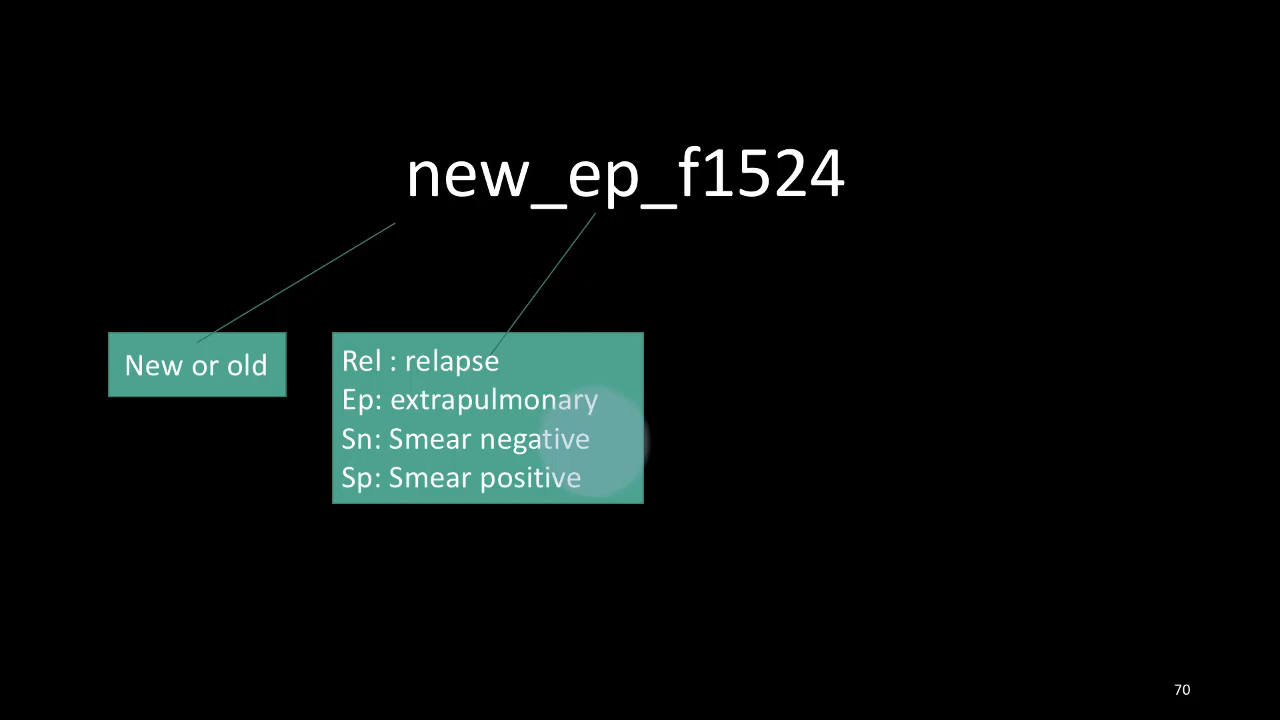 new_ep_f1524
New or old
Rel : relapse
Ep: extrapulmonary
Sn: Smear negative
Sp: Smear positive
70